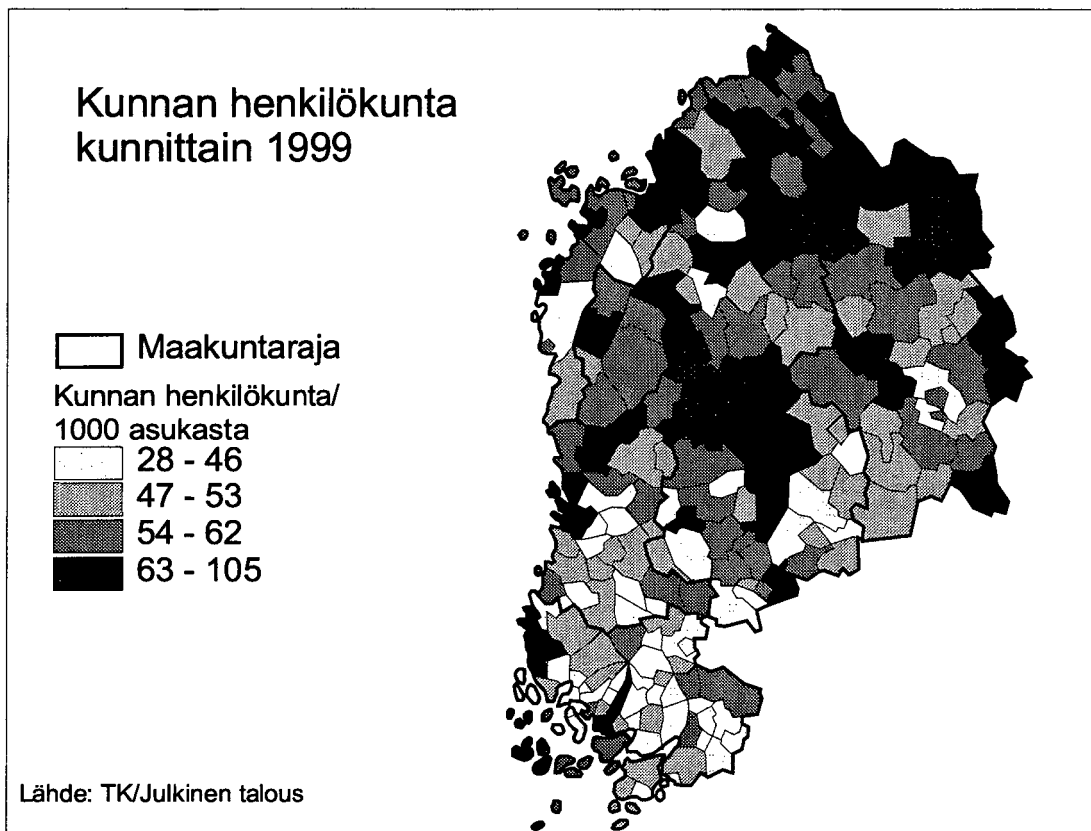 Kunnan henkilökunta
kunnittain 1999
Maakuntaraja
Kunnan henkilökunta/
1000 asukasta
28 - 46
47 - 53
54 - 62
63 - 105
Lähde: TK/Julkinen talous